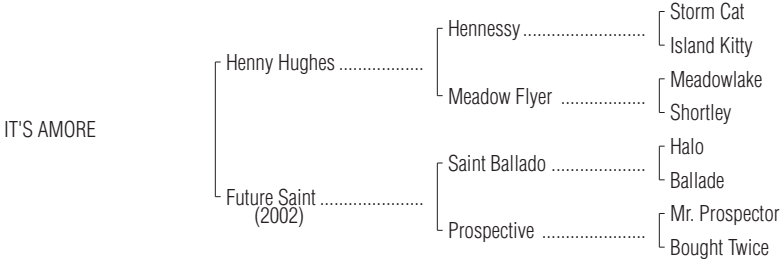 Storm Cat
Hennessy ..........................
Island Kitty
Henny Hughes ..................
Meadowlake
Meadow Flyer ..................
Shortley
IT'S AMORE
Halo
Saint Ballado ....................
Ballade
Future Saint ......................
(2002)
Mr. Prospector
Prospective ......................
Bought Twice